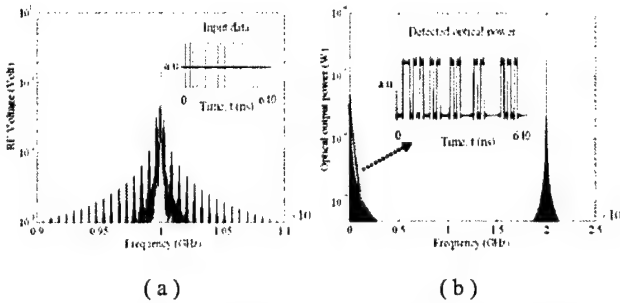 Input data
a.u
0
640
Time, t (ns)
RF Voltage (Volt)
0.9
0.95
1
1.05
1.1
Frequency (GHz)
(a)
Detected optical power
a.u
0
640
Time, t (ns)
Optical output power (W)
0
0.5
1
1.5
2
2.5
Frequency (GHz)
(b)